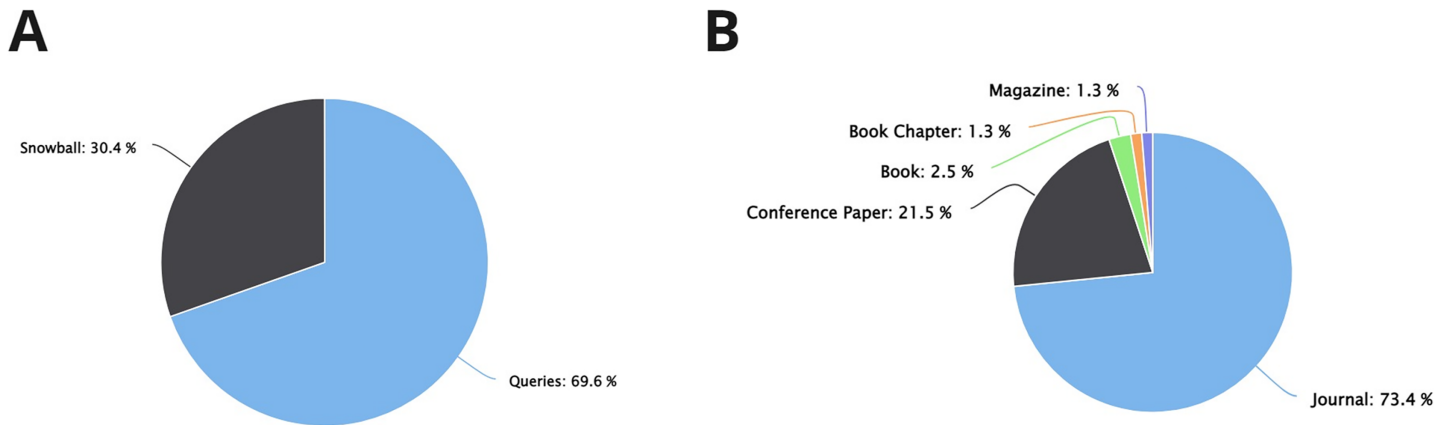 A
Snowball: 30.4 %
Queries: 69.6 %
B
Magazine: 1.3 %
Book Chapter: 1.3 %
Book: 2.5 %
Conference Paper: 21.5 %
Journal: 73.4 %